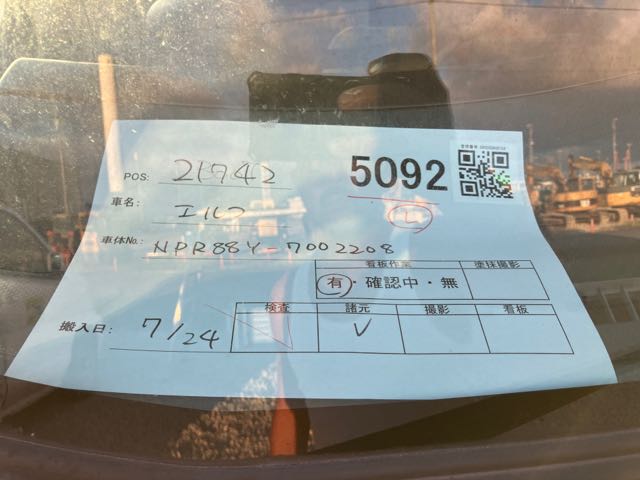 POS: 21742
5092
車名: エルフ
L
車体No.: NPR88Y-7002208
看板作業 塗抹撮影
有・確認中・無
搬入日: 7/24
検査 諸元 撮影 看板
✓